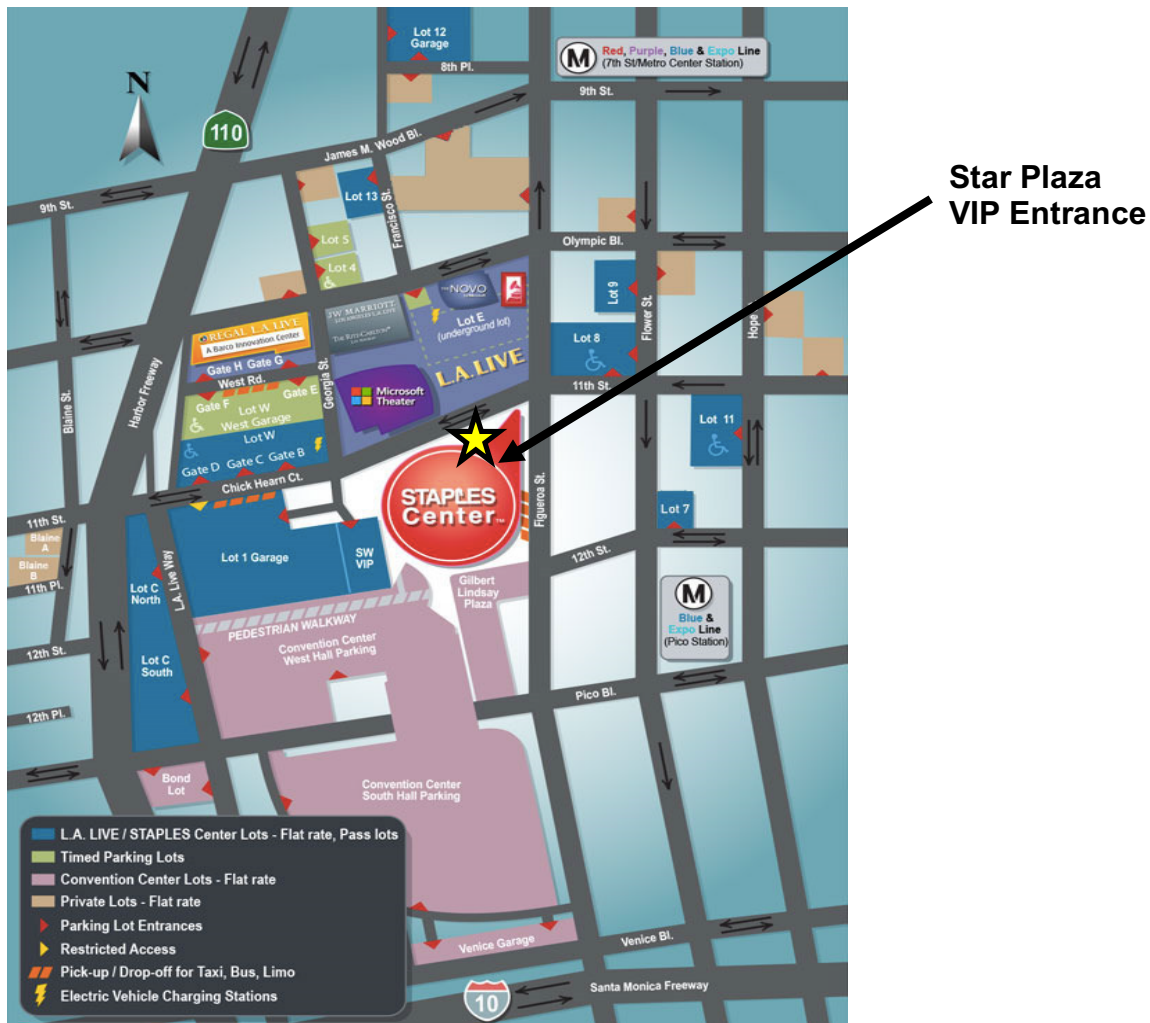 Star Plaza
VIP Entrance
N
110
Lot 12
Garage
8th Pl.
M
Red, Purple, Blue & Expo Line
(7th St/Metro Center Station)
9th St.
James M. Wood Bl.
9th St.
Lot 13
Francisco St.
Lot 5
Lot 4
Olympic Bl.
THE NOVO
JW MARRIOTT
LOS ANGELES L.A. LIVE
THE RITZ-CARLTON
Lot E
(underground lot)
L.A. LIVE
REGAL L.A. LIVE
A Barco Innovation Center
Gate H
Gate G
West Rd.
Gate F
Gate E
Lot W
West Garage
Lot W
Gate D
Gate C
Gate B
Georgia St.
Microsoft
Theater
Lot 9
Lot 8
Flower St.
Hope
11th St.
Lot 11
Lot 7
Harbor Freeway
Blaine St.
Chick Hearn Ct.
STAPLES
Center
Figueroa St.
12th St.
11th St.
Blaine
A
Blaine
B
11th Pl.
Lot 1 Garage
SW
VIP
Gilbert
Lindsay
Plaza
M
Blue &
Expo Line
(Pico Station)
L.A. Live Way
Lot C
North
Lot C
South
PEDESTRIAN WALKWAY
Convention Center
West Hall Parking
12th St.
12th Pl.
Pico Bl.
Bond
Lot
Convention Center
South Hall Parking
Venice Garage
Venice Bl.
10
Santa Monica Freeway
L.A. LIVE / STAPLES Center Lots - Flat rate, Pass lots
Timed Parking Lots
Convention Center Lots - Flat rate
Private Lots - Flat rate
Parking Lot Entrances
Restricted Access
Pick-up / Drop-off for Taxi, Bus, Limo
Electric Vehicle Charging Stations